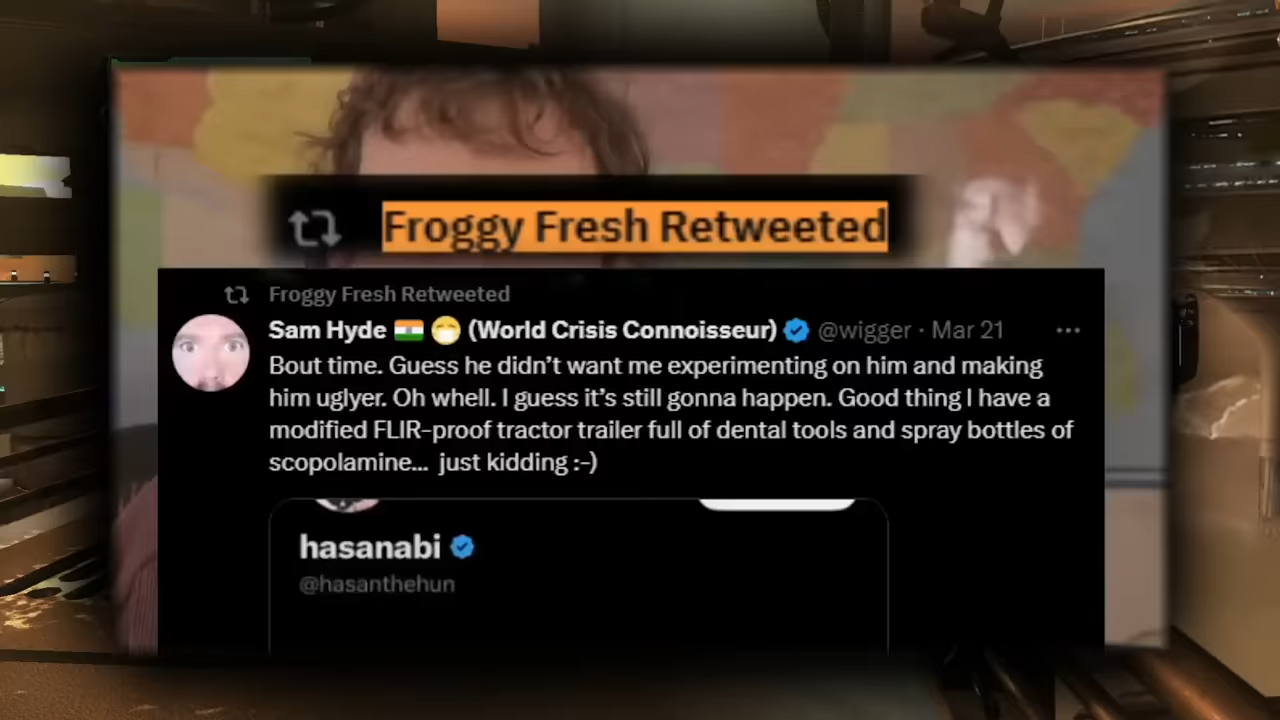 Froggy Fresh Retweeted
Froggy Fresh Retweeted
Sam Hyde 🇮🇳 😷 (World Crisis Connoisseur) @wigger · Mar 21 ···
Bout time. Guess he didn’t want me experimenting on him and making
him uglyer. Oh whell. I guess it’s still gonna happen. Good thing I have a
modified FLIR-proof tractor trailer full of dental tools and spray bottles of
scopolamine... just kidding :-)
hasanabi
@hasanthehun